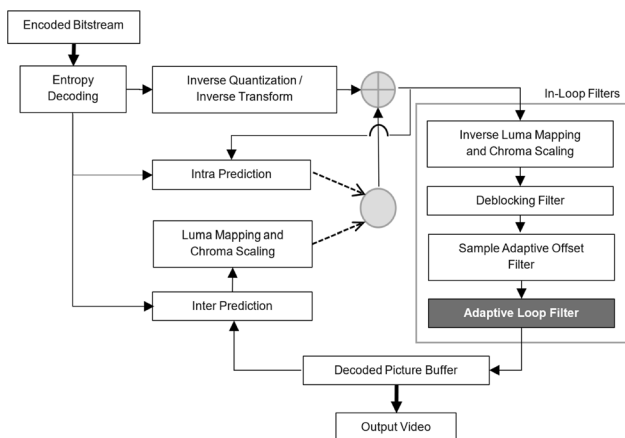 Encoded Bitstream
Entropy
Decoding
Inverse Quantization /
Inverse Transform
In-Loop Filters
Inverse Luma Mapping
and Chroma Scaling
Intra Prediction
Deblocking Filter
Luma Mapping and
Chroma Scaling
Sample Adaptive Offset
Filter
Inter Prediction
Adaptive Loop Filter
Decoded Picture Buffer
Output Video